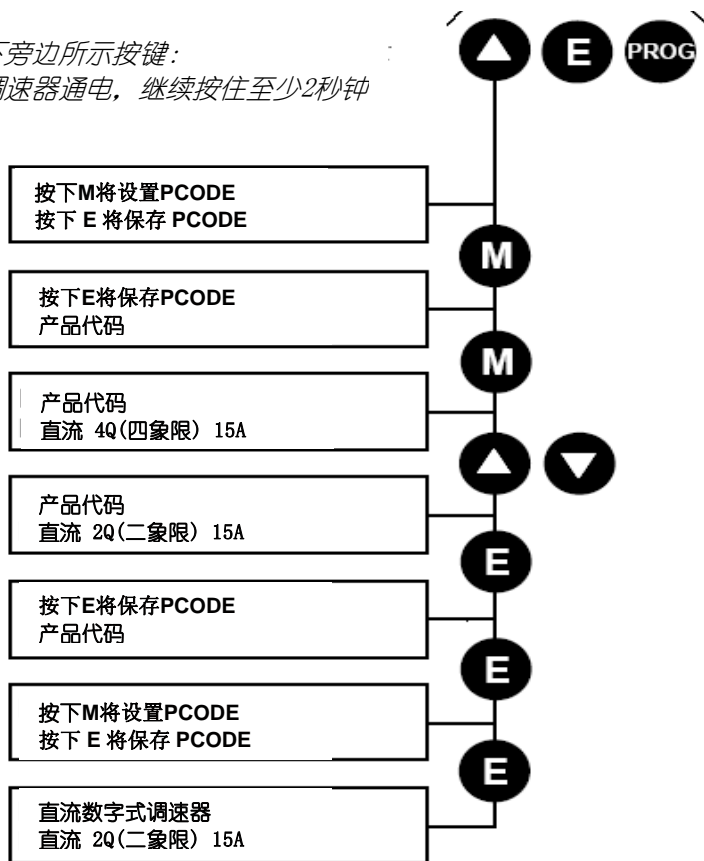 下旁边所示按键:
E PROG
调速器通电，继续按住至少2秒钟
按下M将设置PCODE
按下 E 将保存 PCODE
M
按下E将保存PCODE
产品代码
M
产品代码
直流 4Q(四象限) 15A
产品代码
直流 2Q(二象限) 15A
E
按下E将保存PCODE
产品代码
E
按下M将设置PCODE
按下 E 将保存 PCODE
E
直流数字式调速器
直流 2Q(二象限) 15A